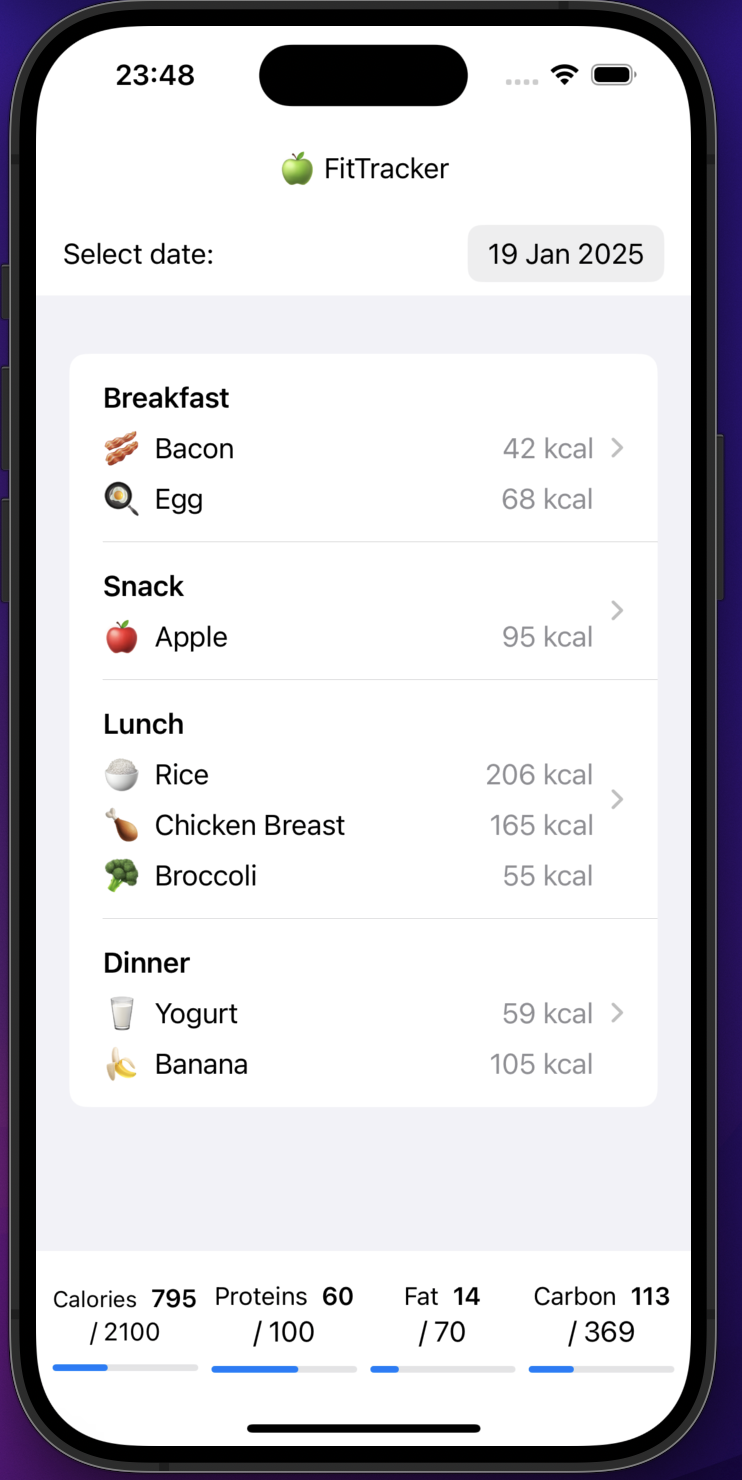 23:48
FitTracker
Select date: 19 Jan 2025
Breakfast
Bacon 42 kcal
Egg 68 kcal
Snack
Apple 95 kcal
Lunch
Rice 206 kcal
Chicken Breast 165 kcal
Broccoli 55 kcal
Dinner
Yogurt 59 kcal
Banana 105 kcal
Calories 795 Proteins 60 Fat 14 Carbon 113
/ 2100 / 100 / 70 / 369